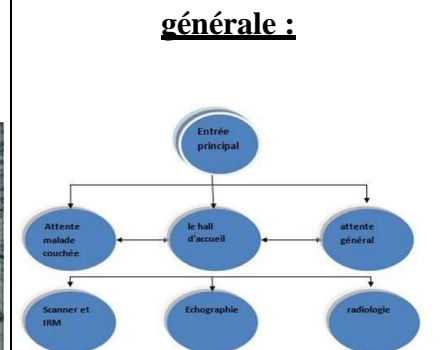 générale :
Entrée
principal
Attente
malade
couchée
le hall
d'accueil
attente
général
Scanner et
IRM
Echographie
radiologie